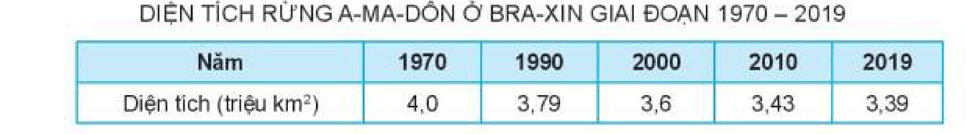 DIỆN TÍCH RỪNG A-MA-DÔN Ở BRA-XIN GIAI ĐOẠN 1970 – 2019
Năm 1970 1990 2000 2010 2019
Diện tích (triệu km²) 4,0 3,79 3,6 3,43 3,39